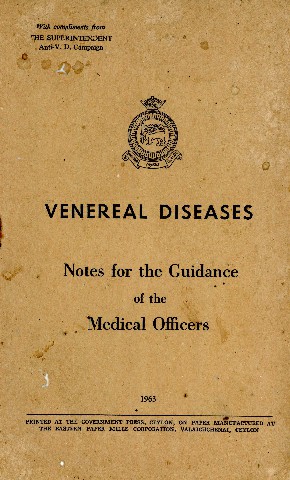 With compliments from
THE SUPERINTENDENT
Anti-V. D. Campaign
VENEREAL DISEASES
Notes for the Guidance
of the
Medical Officers
1963
PRINTED AT THE GOVERNMENT PRESS, CEYLON, ON PAPER MANUFACTURED AT
THE EASTERN PAPER MILLS CORPORATION, VALAICHCHENAI, CEYLON